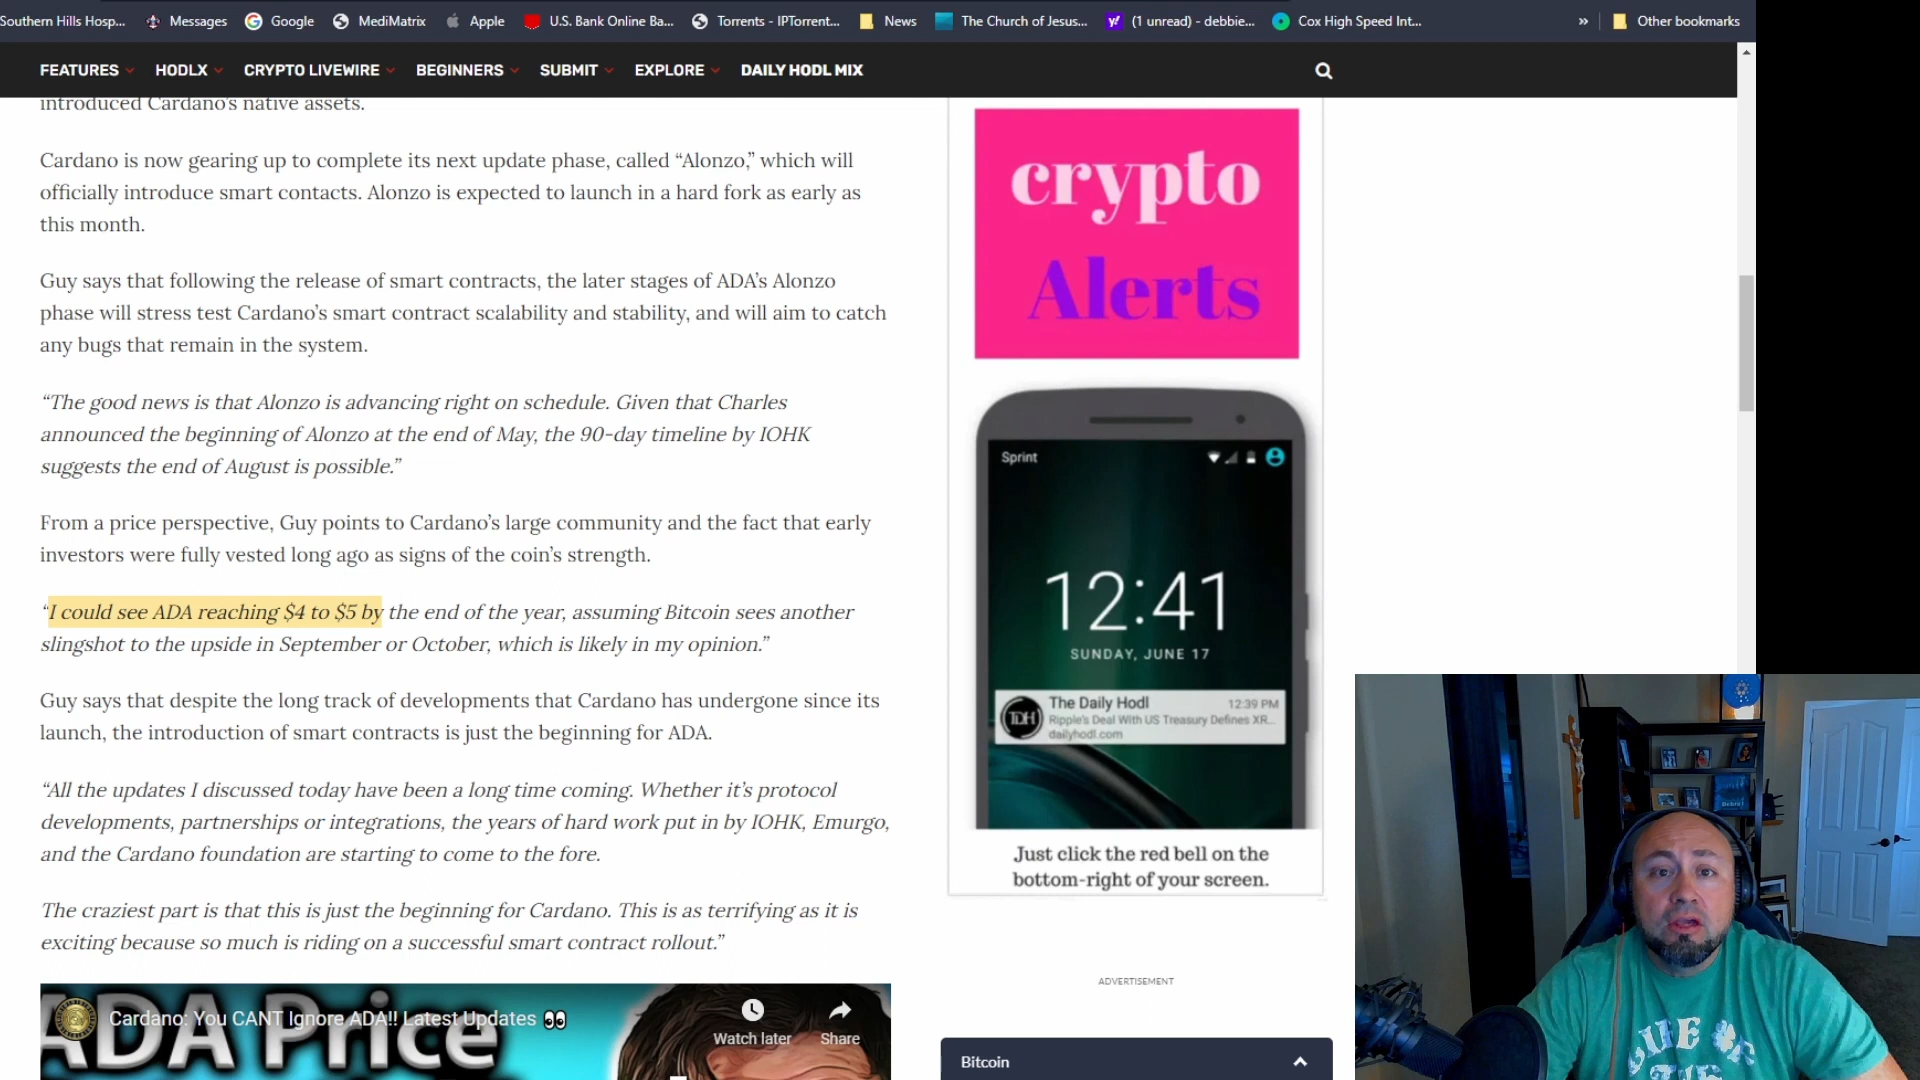 Southern Hills Hosp...
Messages
Google
MediMatrix
Apple
U.S. Bank Online Ba...
Torrents - IPTorrent...
News
The Church of Jesus...
(1 unread) - debbie...
Cox High Speed Int...
»
Other bookmarks
FEATURES
HODLX
CRYPTO LIVEWIRE
BEGINNERS
SUBMIT
EXPLORE
DAILY HODL MIX
introduced Cardano's native assets.
Cardano is now gearing up to complete its next update phase, called “Alonzo,” which will
officially introduce smart contacts. Alonzo is expected to launch in a hard fork as early as
this month.
Guy says that following the release of smart contracts, the later stages of ADA's Alonzo
phase will stress test Cardano's smart contract scalability and stability, and will aim to catch
any bugs that remain in the system.
“The good news is that Alonzo is advancing right on schedule. Given that Charles
announced the beginning of Alonzo at the end of May, the 90-day timeline by IOHK
suggests the end of August is possible.”
From a price perspective, Guy points to Cardano's large community and the fact that early
investors were fully vested long ago as signs of the coin's strength.
“I could see ADA reaching $4 to $5 by the end of the year, assuming Bitcoin sees another
slingshot to the upside in September or October, which is likely in my opinion.”
Guy says that despite the long track of developments that Cardano has undergone since its
launch, the introduction of smart contracts is just the beginning for ADA.
“All the updates I discussed today have been a long time coming. Whether it's protocol
developments, partnerships or integrations, the years of hard work put in by IOHK, Emurgo,
and the Cardano foundation are starting to come to the fore.
The craziest part is that this is just the beginning for Cardano. This is as terrifying as it is
exciting because so much is riding on a successful smart contract rollout.”
ADA Price
Cardano: You CANT Ignore ADA!! Latest Updates 👀
Watch later
Share
crypto
Alerts
Sprint
12:41
SUNDAY, JUNE 17
TDH
The Daily Hodl
12:39 PM
Ripple's Deal With US Treasury Defines XR...
dailyhodl.com
Just click the red bell on the
bottom-right of your screen.
ADVERTISEMENT
Bitcoin